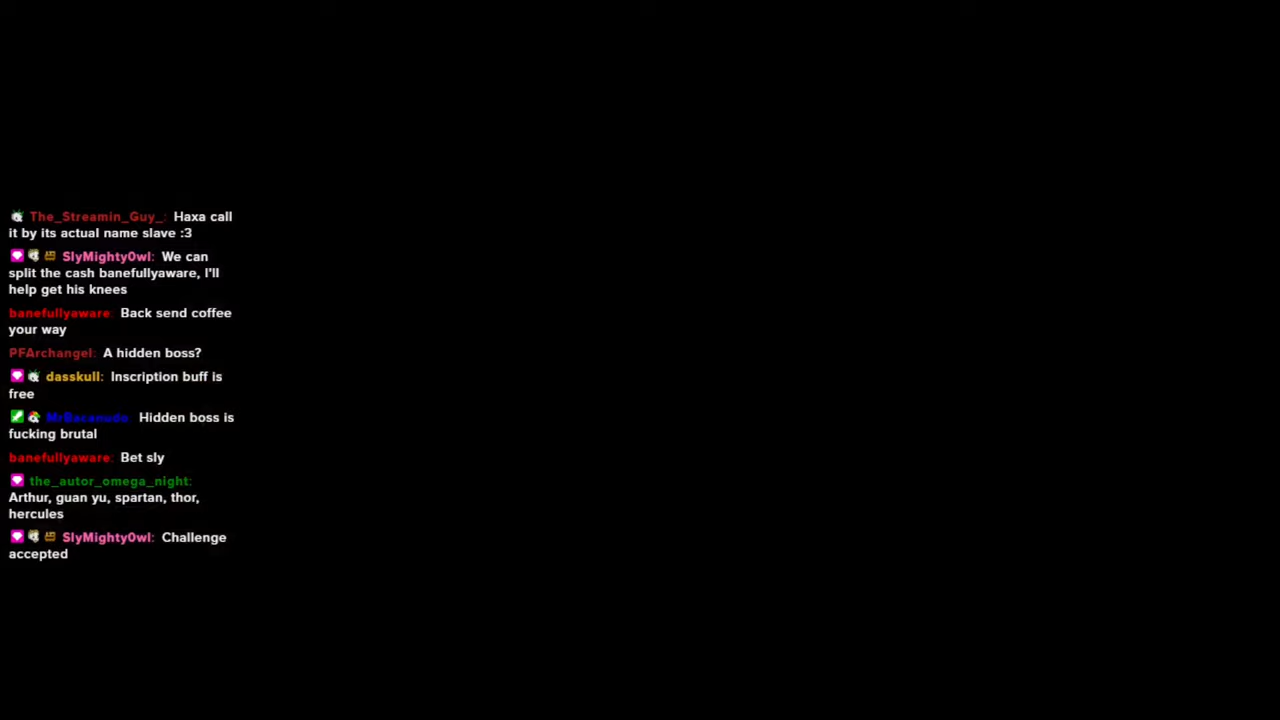 The_Streamin_Guy_: Haxa call
it by its actual name slave :3
SlyMightyOwl: We can
split the cash banefullyaware, I'll
help get his knees
banefullyaware: Back send coffee
your way
PFArchangel: A hidden boss?
dasskull: Inscription buff is
free
MrBacanudo: Hidden boss is
fucking brutal
banefullyaware: Bet sly
the_autor_omega_night:
Arthur, guan yu, spartan, thor,
hercules
SlyMightyOwl: Challenge
accepted